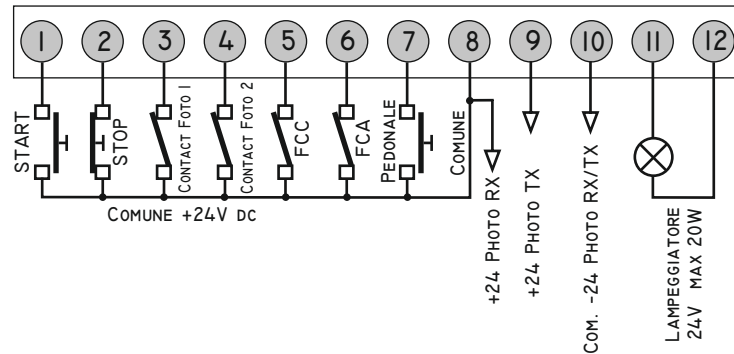 1 2 3 4 5 6 7 8 9 10 11 12
START
STOP
CONTACT FOTO 1
CONTACT FOTO 2
FCC
FCA
PEDONALE
COMUNE
COMUNE +24V DC
+24 PHOTO RX
+24 PHOTO TX
COM. -24 PHOTO RX/TX
LAMPEGGIATORE
24V MAX 20W